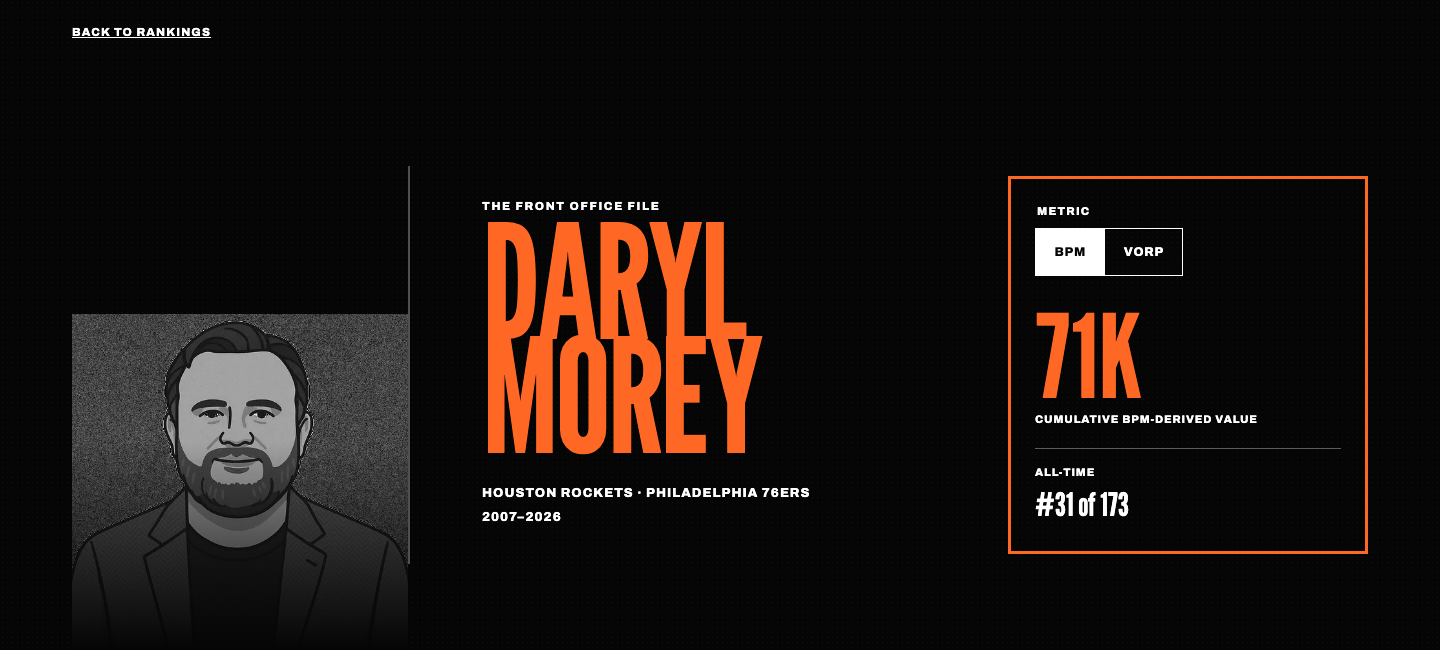 BACK TO RANKINGS
THE FRONT OFFICE FILE
DARYL
MOREY
HOUSTON ROCKETS · PHILADELPHIA 76ERS
2007–2026
METRIC
BPM VORP
71K
CUMULATIVE BPM-DERIVED VALUE
ALL-TIME
#31 of 173